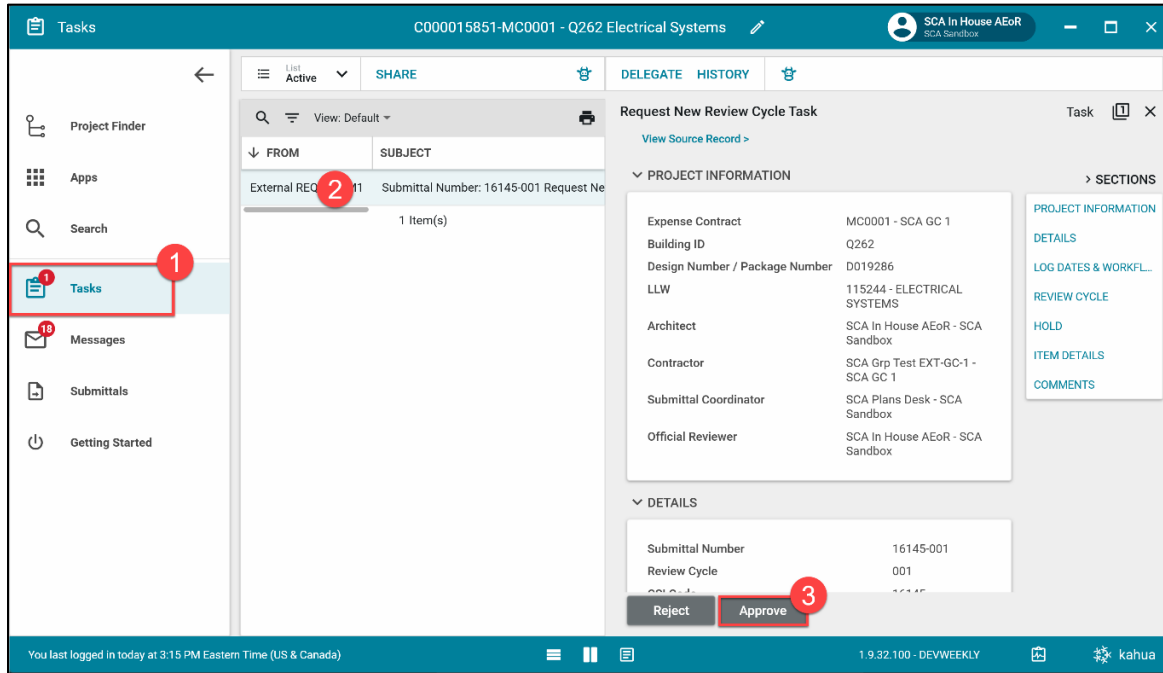 Tasks
C000015851-MC0001 - Q262 Electrical Systems
SCA In House AEoR
SCA Sandbox
Project Finder
Apps
Search
1
1
Tasks
18
Messages
Submittals
Getting Started
List
Active
SHARE
View: Default
FROM
SUBJECT
External REQ
2
Submittal Number: 16145-001 Request Ne
1 Item(s)
DELEGATE
HISTORY
Request New Review Cycle Task
Task
1
View Source Record >
PROJECT INFORMATION
Expense Contract
MC0001 - SCA GC 1
Building ID
Q262
Design Number / Package Number
D019286
LLW
115244 - ELECTRICAL
SYSTEMS
Architect
SCA In House AEoR - SCA
Sandbox
Contractor
SCA Grp Test EXT-GC-1 -
SCA GC 1
Submittal Coordinator
SCA Plans Desk - SCA
Sandbox
Official Reviewer
SCA In House AEoR - SCA
Sandbox
DETAILS
Submittal Number
16145-001
Review Cycle
001
Reject
Approve
3
> SECTIONS
PROJECT INFORMATION
DETAILS
LOG DATES & WORKFL...
REVIEW CYCLE
HOLD
ITEM DETAILS
COMMENTS
You last logged in today at 3:15 PM Eastern Time (US & Canada)
1.9.32.100 - DEVWEEKLY
kahua